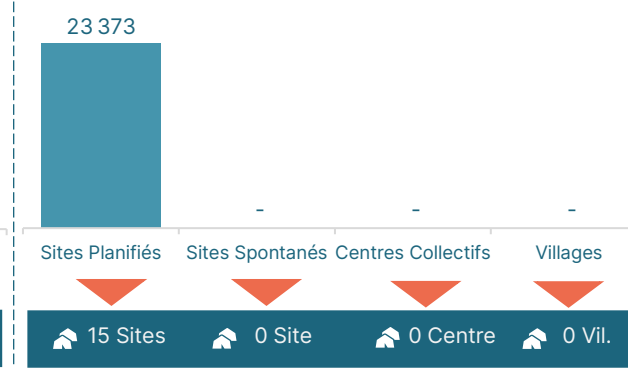 23 373
- - -
Sites Planifiés Sites Spontanés Centres Collectifs Villages
15 Sites 0 Site 0 Centre 0 Vil.